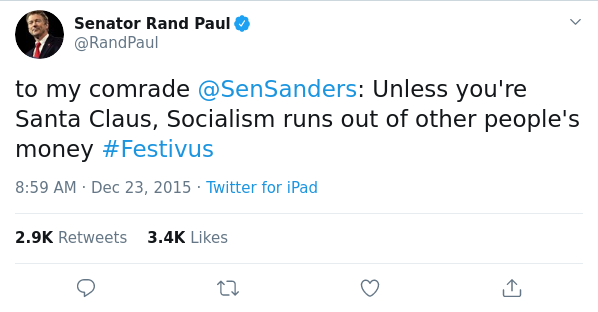 Senator Rand Paul
@RandPaul
to my comrade @SenSanders: Unless you're
Santa Claus, Socialism runs out of other people's
money #Festivus
8:59 AM · Dec 23, 2015 · Twitter for iPad
2.9K Retweets 3.4K Likes